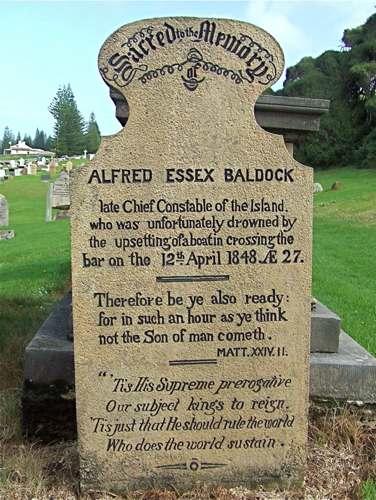 Sacred to the Memory
of
ALFRED ESSEX BALDOCK
late Chief Constable of the Island.
who was unfortunately drowned by
the upsetting of a boat in crossing the
bar on the 12th April 1848. Æ 27.
Therefore be ye also ready:
for in such an hour as ye think
not the Son of man cometh.
MATT. XXIV. 11.
"'Tis His Supreme prerogative
Our subject kings to reign.
'Tis just that He should rule the world
Who does the world sustain.